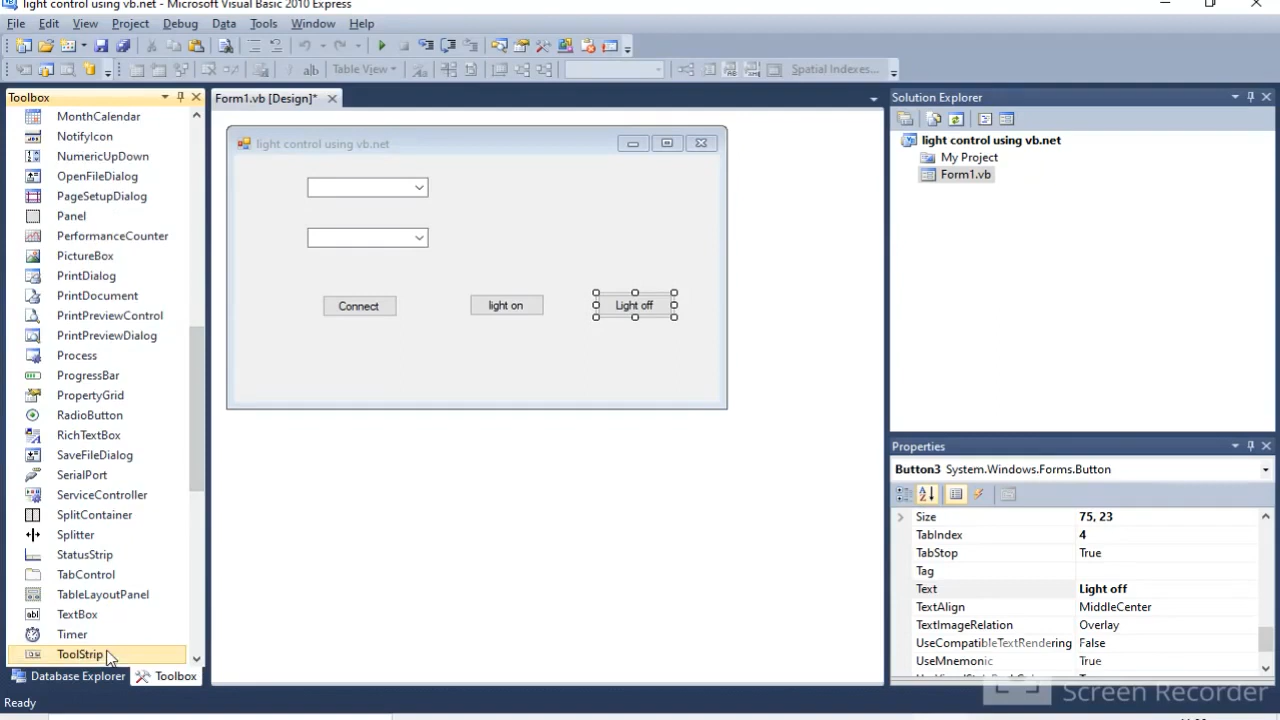 light control using vb.net - Microsoft Visual Basic 2010 Express
File Edit View Project Debug Data Tools Window Help
Table View
Spatial Indexes...
Toolbox
MonthCalendar
NotifyIcon
NumericUpDown
OpenFileDialog
PageSetupDialog
Panel
PerformanceCounter
PictureBox
PrintDialog
PrintDocument
PrintPreviewControl
PrintPreviewDialog
Process
ProgressBar
PropertyGrid
RadioButton
RichTextBox
SaveFileDialog
SerialPort
ServiceController
SplitContainer
Splitter
StatusStrip
TabControl
TableLayoutPanel
TextBox
Timer
ToolStrip
Database Explorer Toolbox
Form1.vb [Design]*
light control using vb.net
Connect light on Light off
Solution Explorer
light control using vb.net
My Project
Form1.vb
Properties
Button3 System.Windows.Forms.Button
Size 75, 23
TabIndex 4
TabStop True
Tag
Text Light off
TextAlign MiddleCenter
TextImageRelation Overlay
UseCompatibleTextRendering False
UseMnemonic True
Screen Recorder
Ready